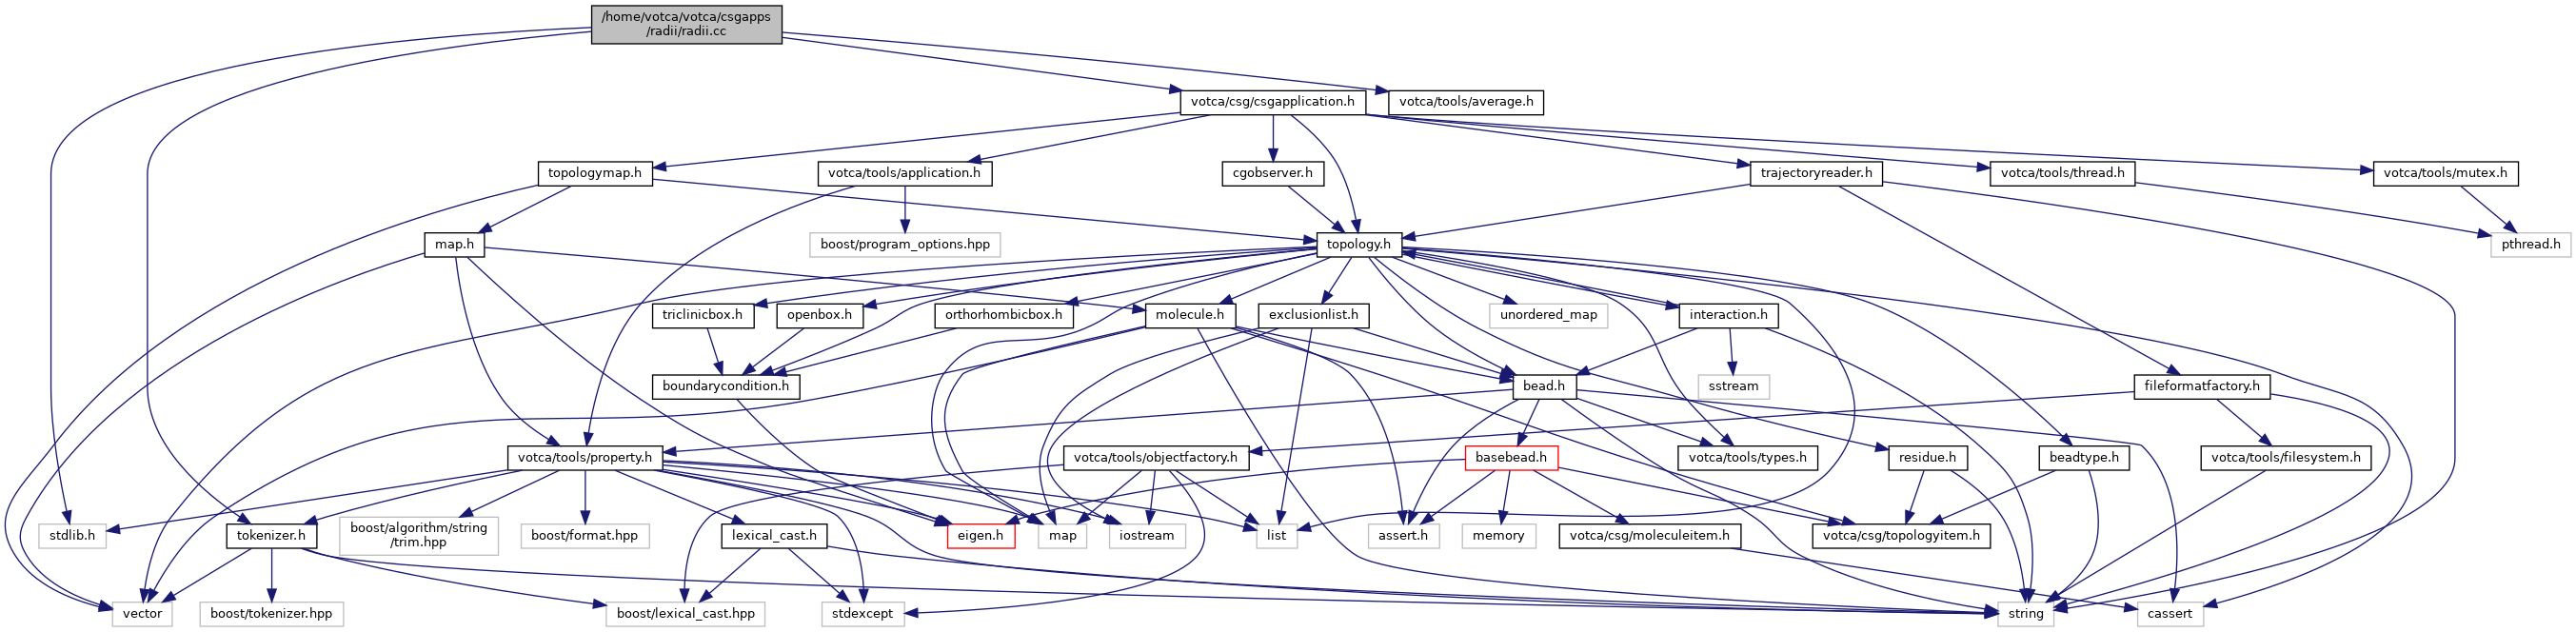 /home/votca/votca/csgapps
/radii/radii.cc
votca/csg/csgapplication.h
votca/tools/average.h
topologymap.h
votca/tools/application.h
cgobserver.h
trajectoryreader.h
votca/tools/thread.h
votca/tools/mutex.h
map.h
boost/program_options.hpp
topology.h
pthread.h
triclinicbox.h
openbox.h
orthorhombicbox.h
molecule.h
exclusionlist.h
unordered_map
interaction.h
boundarycondition.h
bead.h
sstream
fileformatfactory.h
votca/tools/property.h
votca/tools/objectfactory.h
basebead.h
votca/tools/types.h
residue.h
beadtype.h
votca/tools/filesystem.h
stdlib.h
tokenizer.h
boost/algorithm/string
/trim.hpp
boost/format.hpp
lexical_cast.h
eigen.h
map
iostream
list
assert.h
memory
votca/csg/moleculeitem.h
votca/csg/topologyitem.h
vector
boost/tokenizer.hpp
boost/lexical_cast.hpp
stdexcept
string
cassert